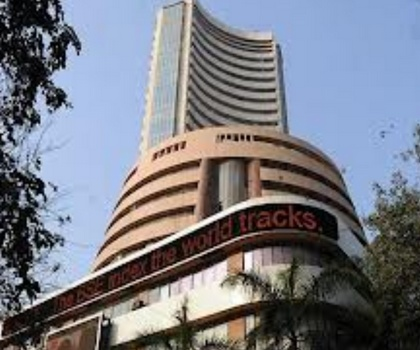 The BSE Index the world tracks.